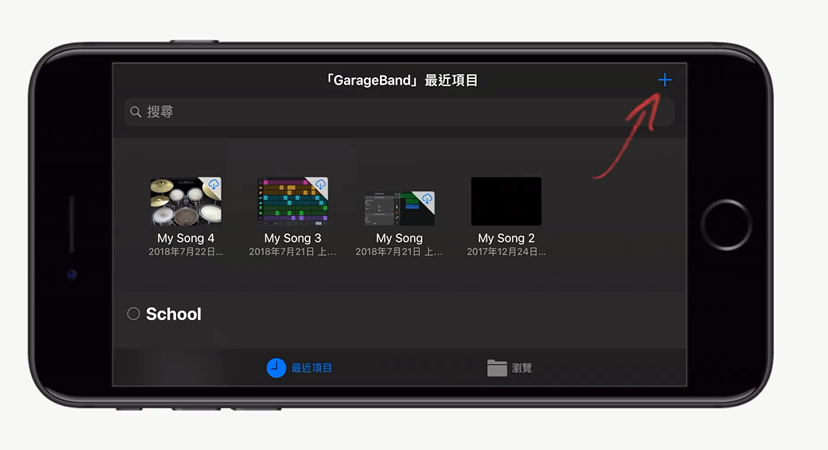 「GarageBand」最近項目
搜尋
My Song 4
2018年7月22日...
My Song 3
2018年7月21日 上...
My Song
2018年7月21日 上...
My Song 2
2017年12月24日...
School
最近項目
瀏覽